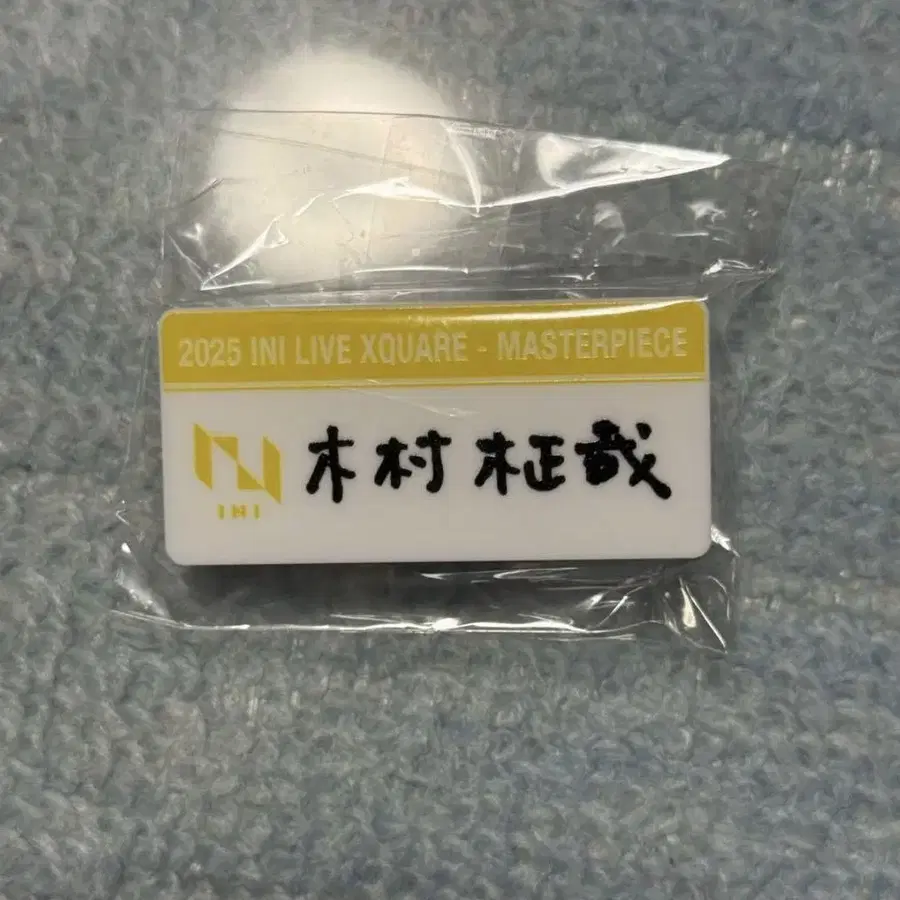 2025 INI LIVE XQUARE - MASTERPIECE
木村 柾哉
INI